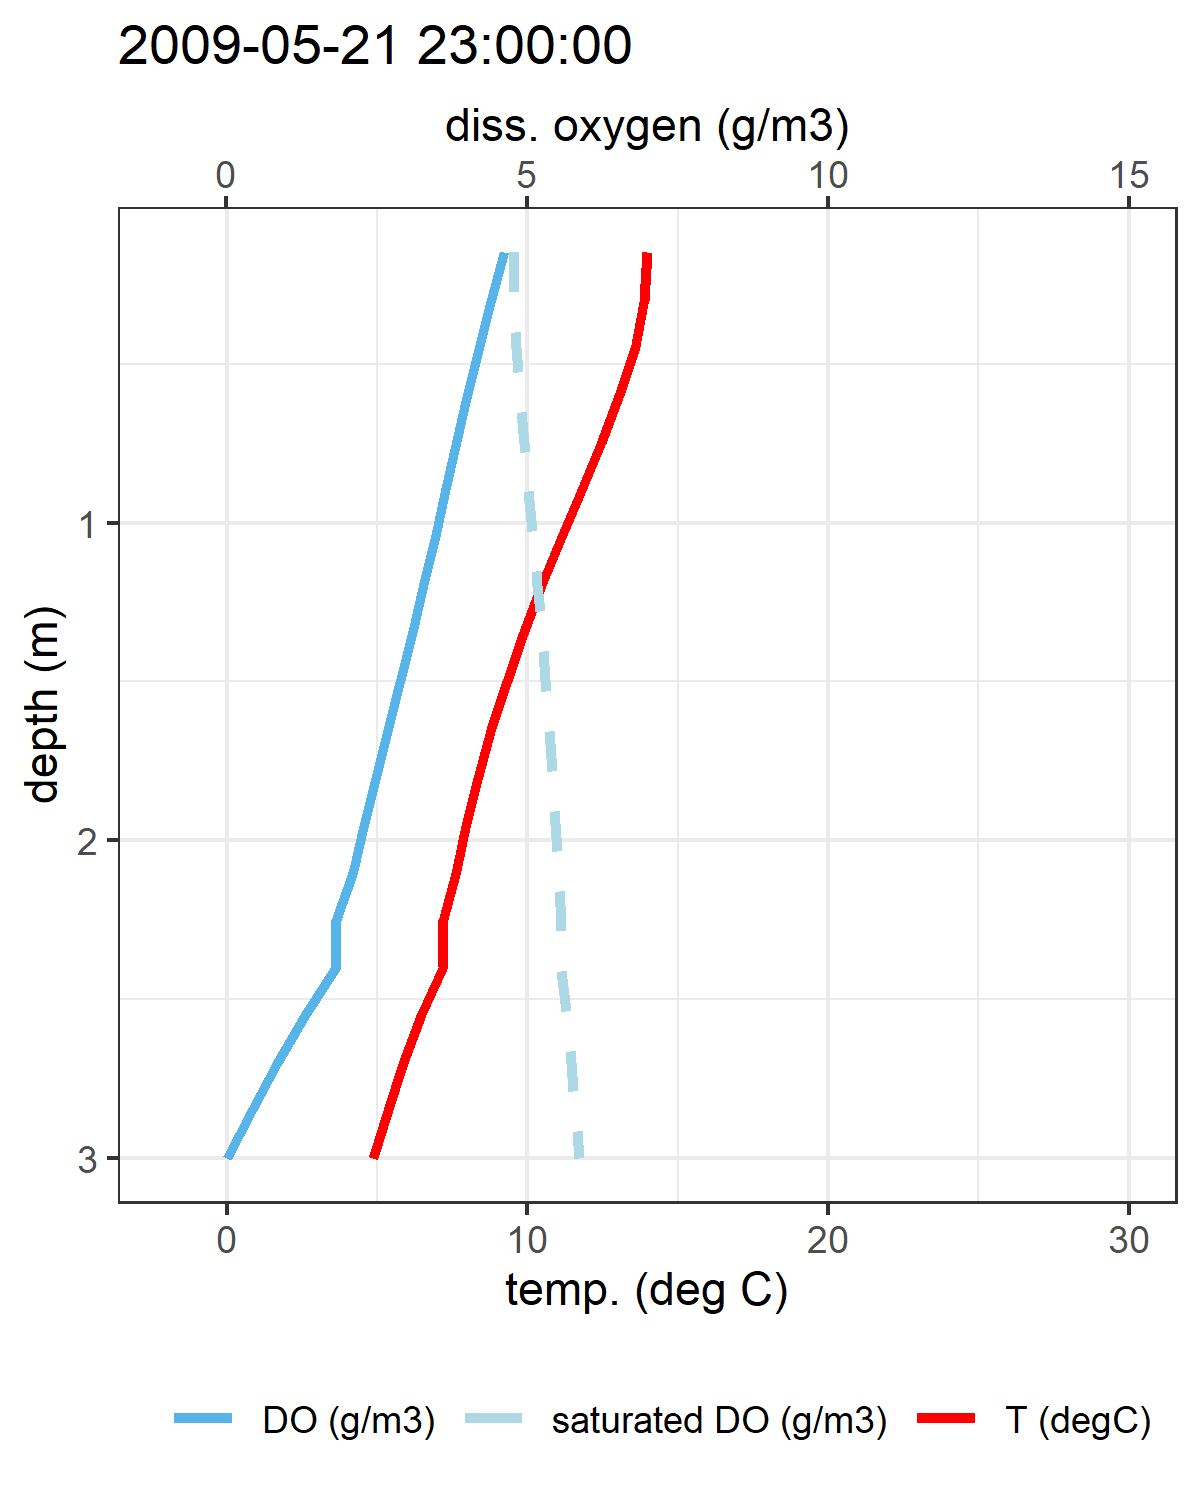 2009-05-21 23:00:00
diss. oxygen (g/m3)
0 5 10 15
depth (m)
1
2
3
0 10 20 30
temp. (deg C)
DO (g/m3) saturated DO (g/m3) T (degC)